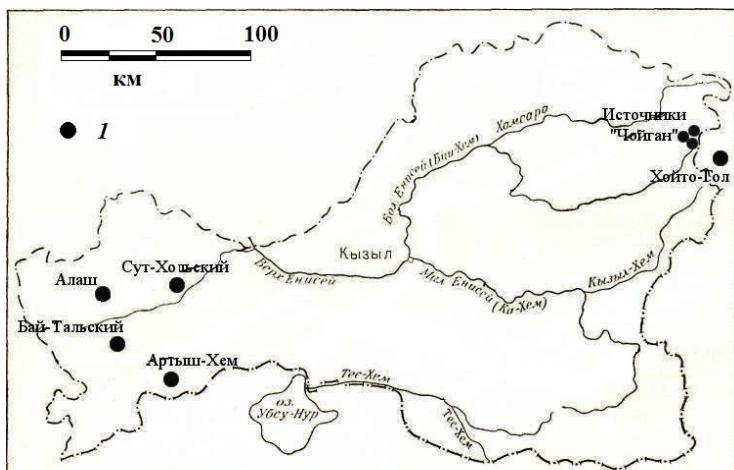 0 50 100
км
1
Источники
"Чойган"
Хамсара
Хойто-Тол
Бол Енисей (Бий-Хем)
Кызыл
Сут-Хольский
Алаш
Верх Енисей
Мал Енисей (Ка-Хем)
Кызыл-Хем
Бай-Тальский
Артыш-Хем
Тес-Хем
оз.
Убсу-Нур
Тес-Хем